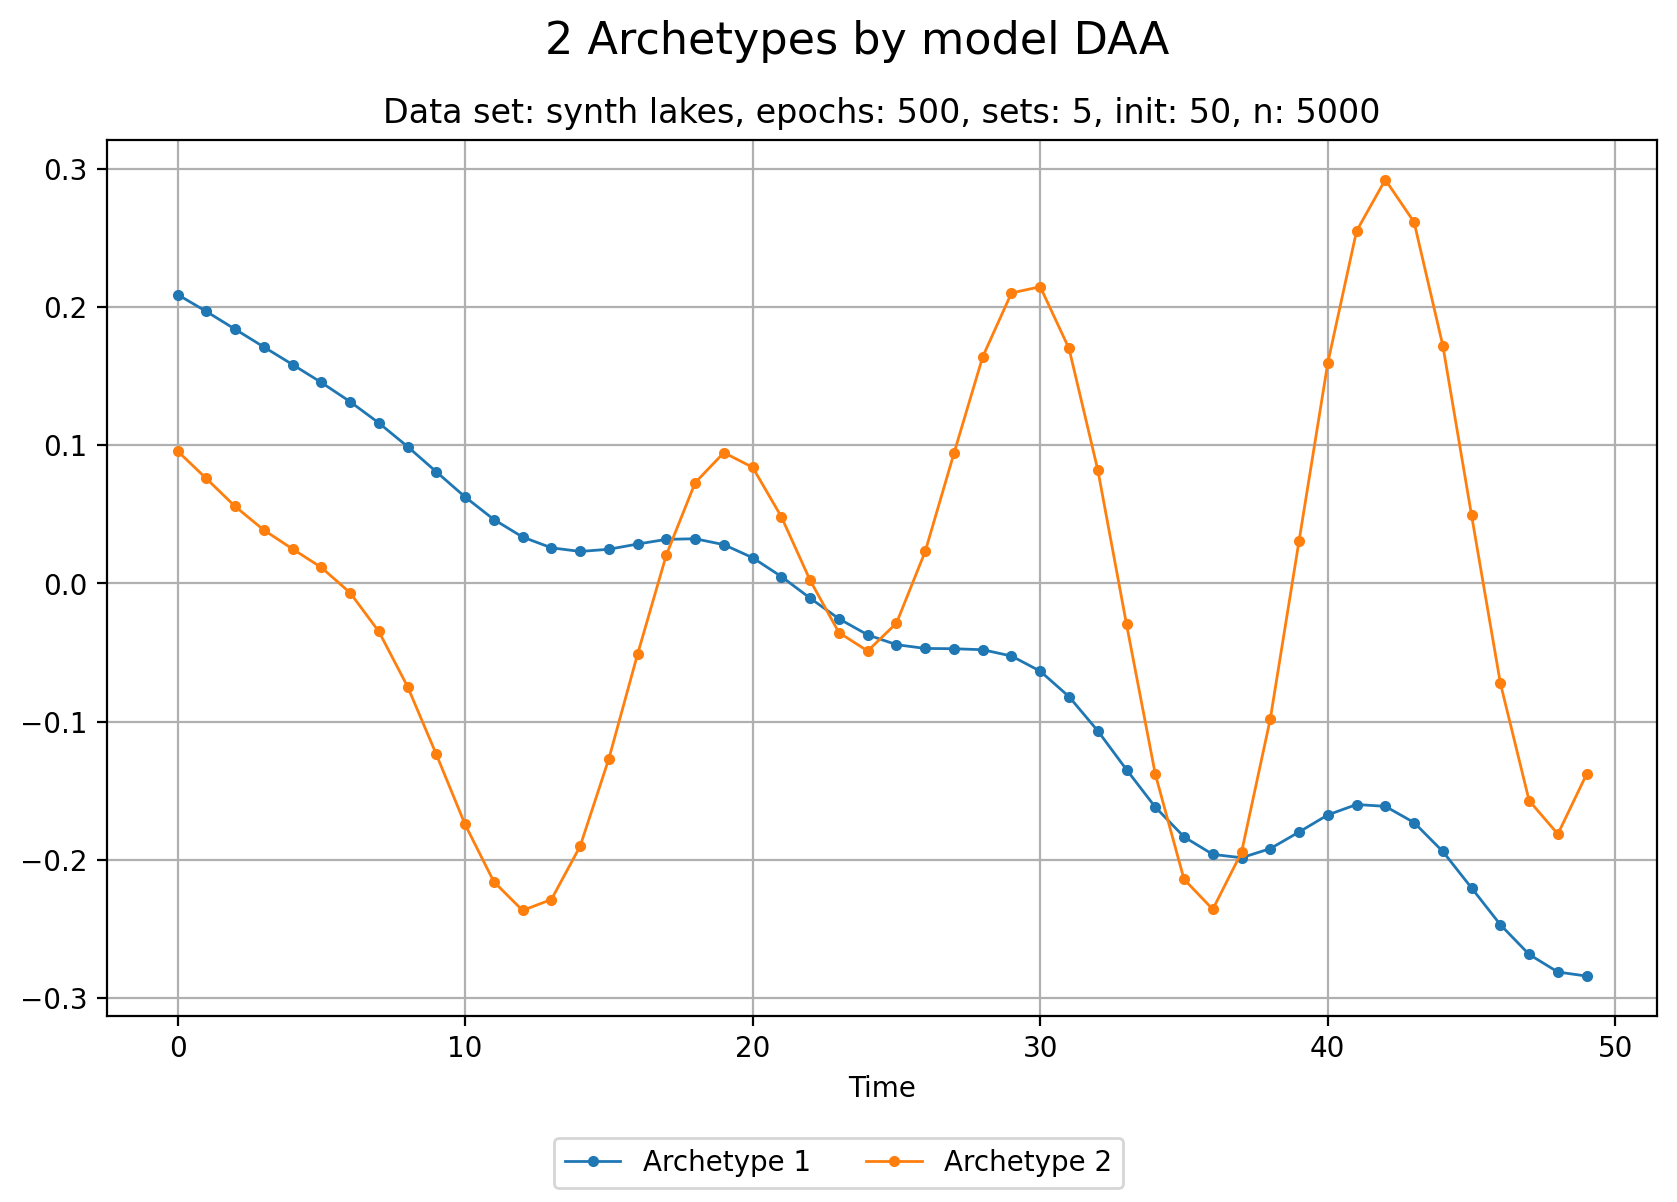 2 Archetypes by model DAA
Data set: synth lakes, epochs: 500, sets: 5, init: 50, n: 5000
0.3
0.2
0.1
0.0
−0.1
−0.2
−0.3
0 10 20 30 40 50
Time
Archetype 1 Archetype 2